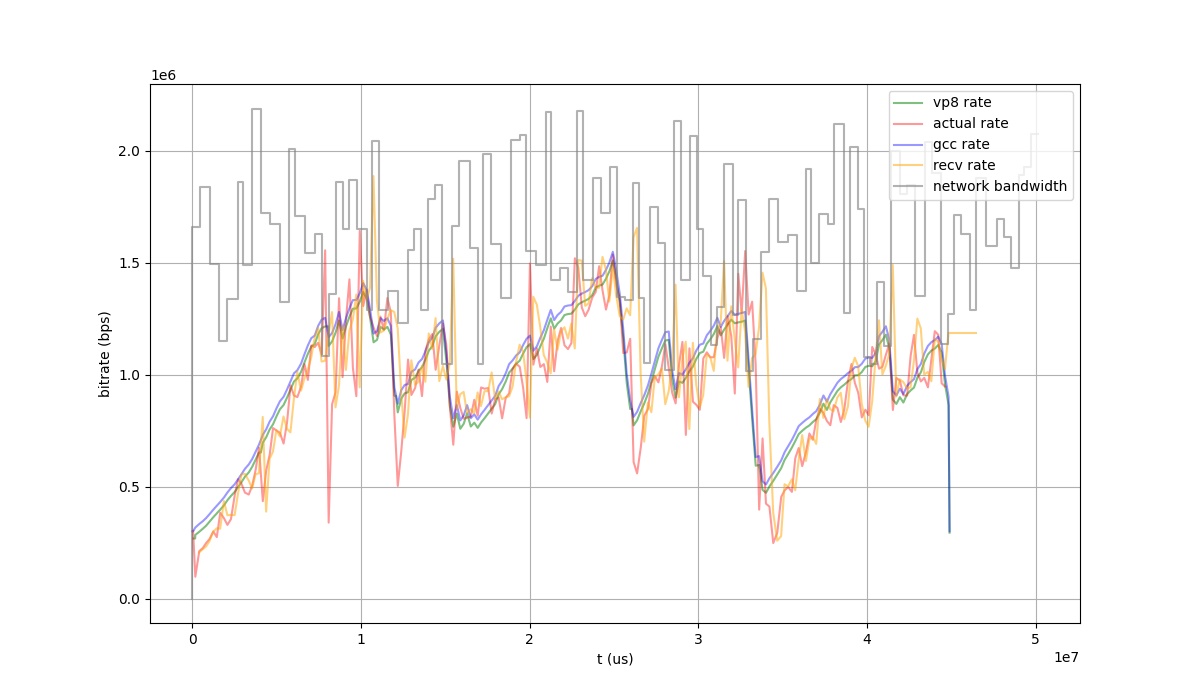 1e6
vp8 rate
actual rate
gcc rate
recv rate
network bandwidth
2.0
1.5
1.0
0.5
0.0
bitrate (bps)
0 1 2 3 4 5
t (us)
1e7